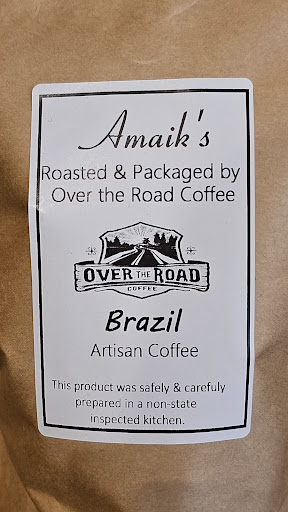 Amaik's
Roasted & Packaged by
Over the Road Coffee
OVER THE ROAD
COFFEE
Brazil
Artisan Coffee
This product was safely & carefuly
prepared in a non-state
inspected kitchen.